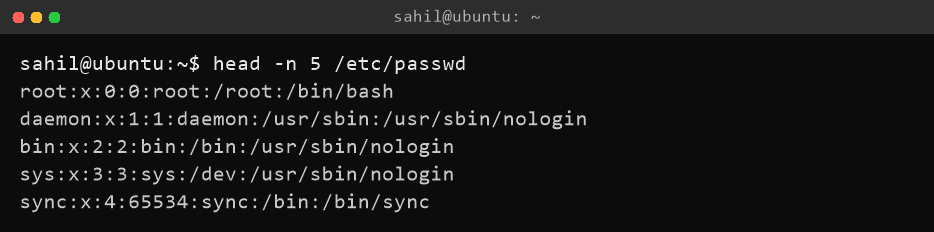 sahil@ubuntu: ~
sahil@ubuntu:~$ head -n 5 /etc/passwd
root:x:0:0:root:/root:/bin/bash
daemon:x:1:1:daemon:/usr/sbin:/usr/sbin/nologin
bin:x:2:2:bin:/bin:/usr/sbin/nologin
sys:x:3:3:sys:/dev:/usr/sbin/nologin
sync:x:4:65534:sync:/bin:/bin/sync